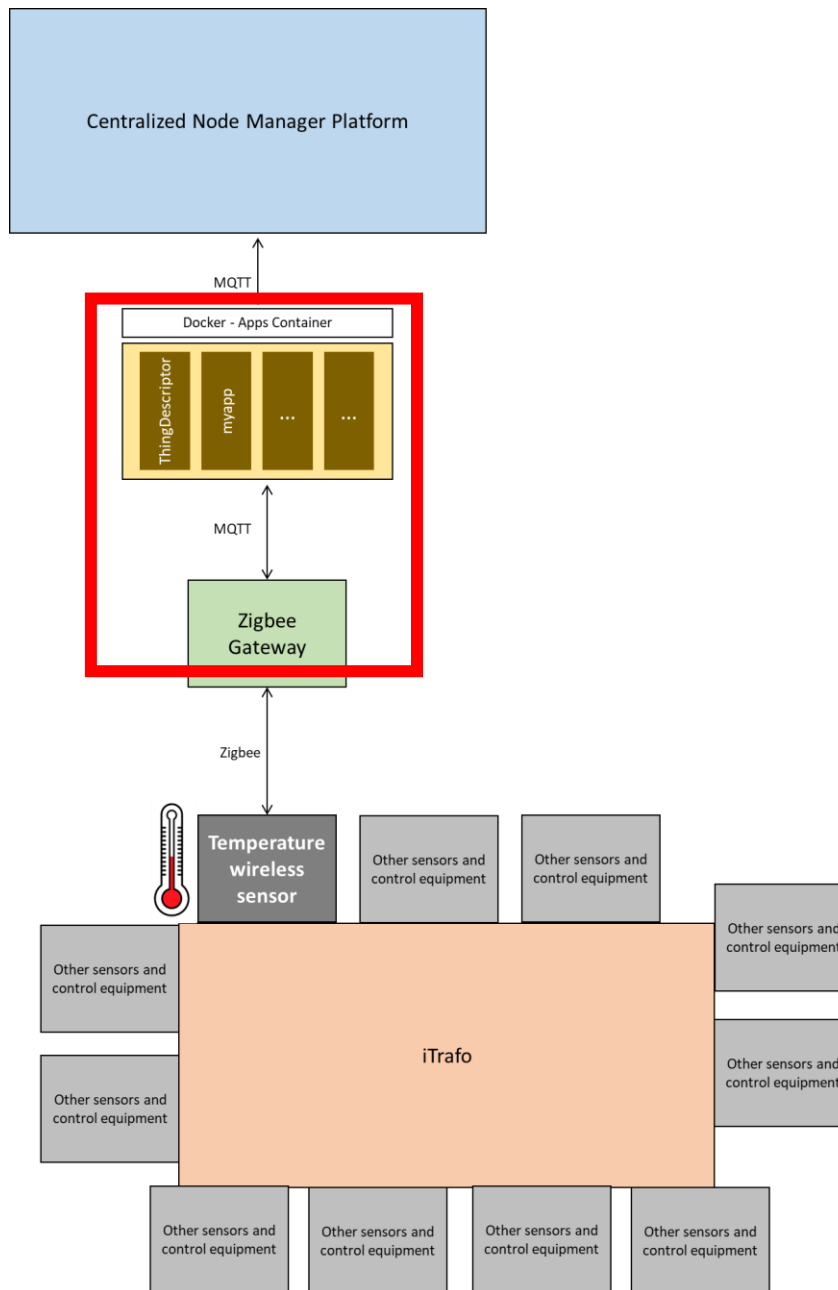 Centralized Node Manager Platform
MQTT
Docker - Apps Container
ThingDescriptor
myapp
...
...
MQTT
Zigbee
Gateway
Zigbee
Temperature
wireless
sensor
Other sensors and
control equipment
Other sensors and
control equipment
Other sensors and
control equipment
Other sensors and
control equipment
iTrafo
Other sensors and
control equipment
Other sensors and
control equipment
Other sensors and
control equipment
Other sensors and
control equipment
Other sensors and
control equipment
Other sensors and
control equipment